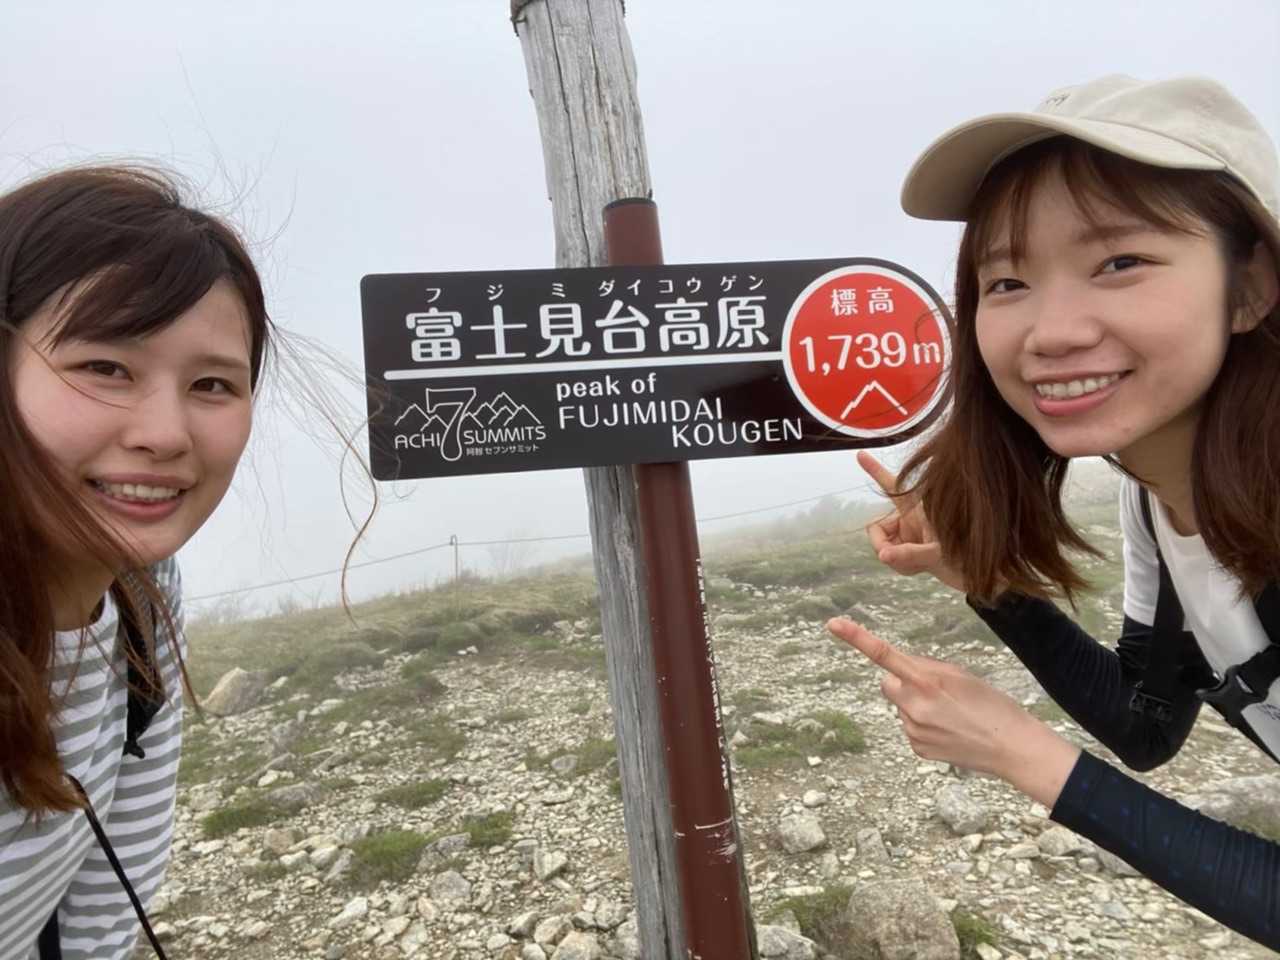 フジミダイコウゲン
富士見台高原
標高
1,739m
peak of
FUJIMIDAI
KOUGEN
7
ACHI SUMMITS
阿智セブンサミット